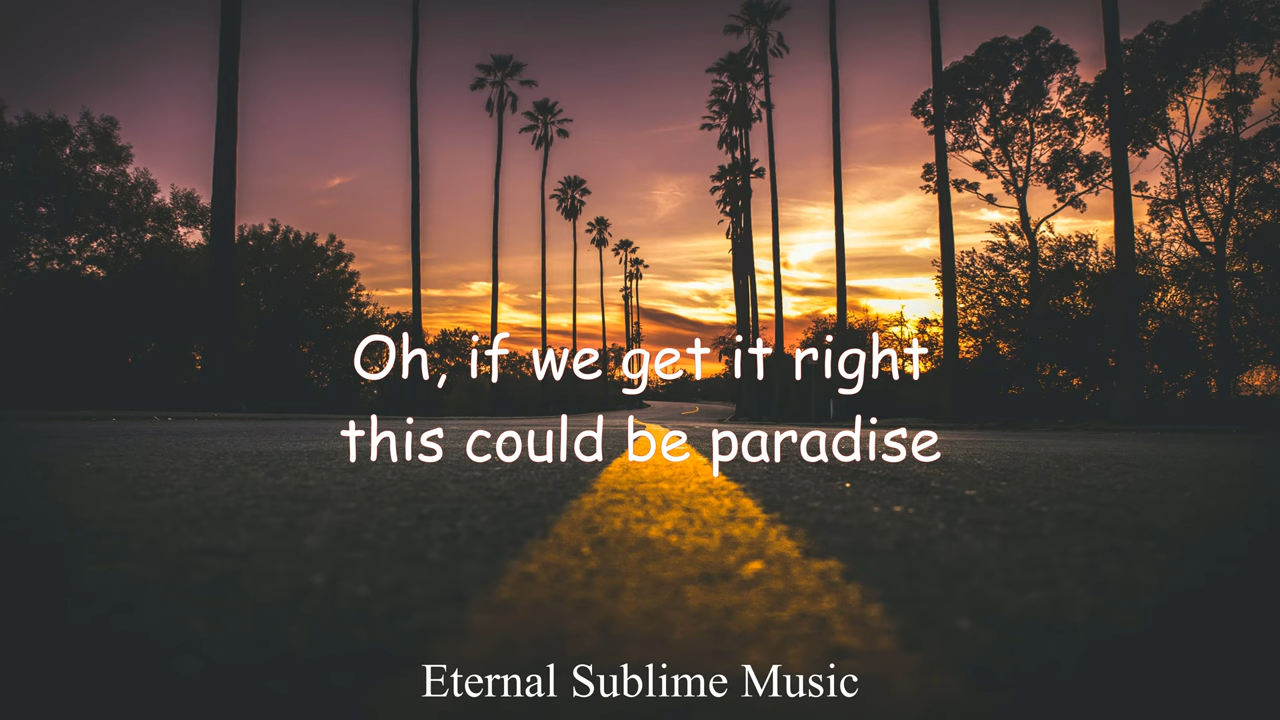 Oh, if we get it right
this could be paradise
Eternal Sublime Music